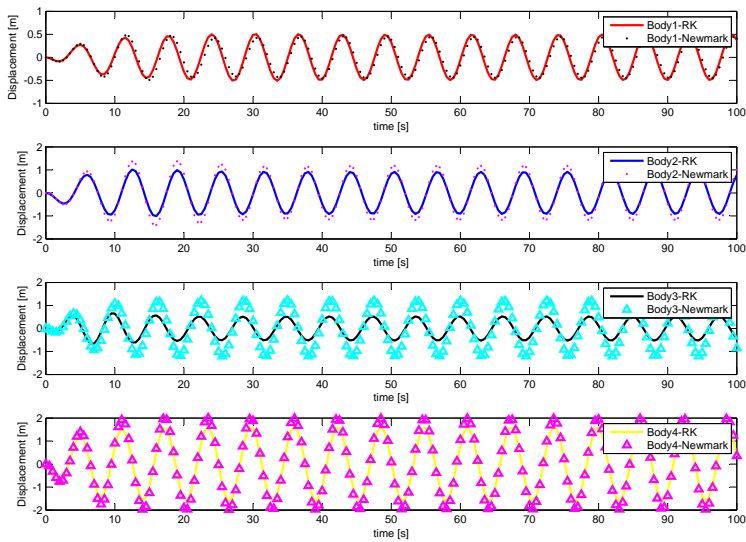 1
0.5
0
-0.5
-1
Displacement [m]
Body1-RK
Body1-Newmark
0 10 20 30 40 50 60 70 80 90 100
time [s]
2
1
0
-1
-2
Displacement [m]
Body2-RK
Body2-Newmark
0 10 20 30 40 50 60 70 80 90 100
time [s]
2
1
0
-1
-2
Displacement [m]
Body3-RK
Body3-Newmark
0 10 20 30 40 50 60 70 80 90 100
time [s]
2
1
0
-1
-2
Displacement [m]
Body4-RK
Body4-Newmark
0 10 20 30 40 50 60 70 80 90 100
time [s]